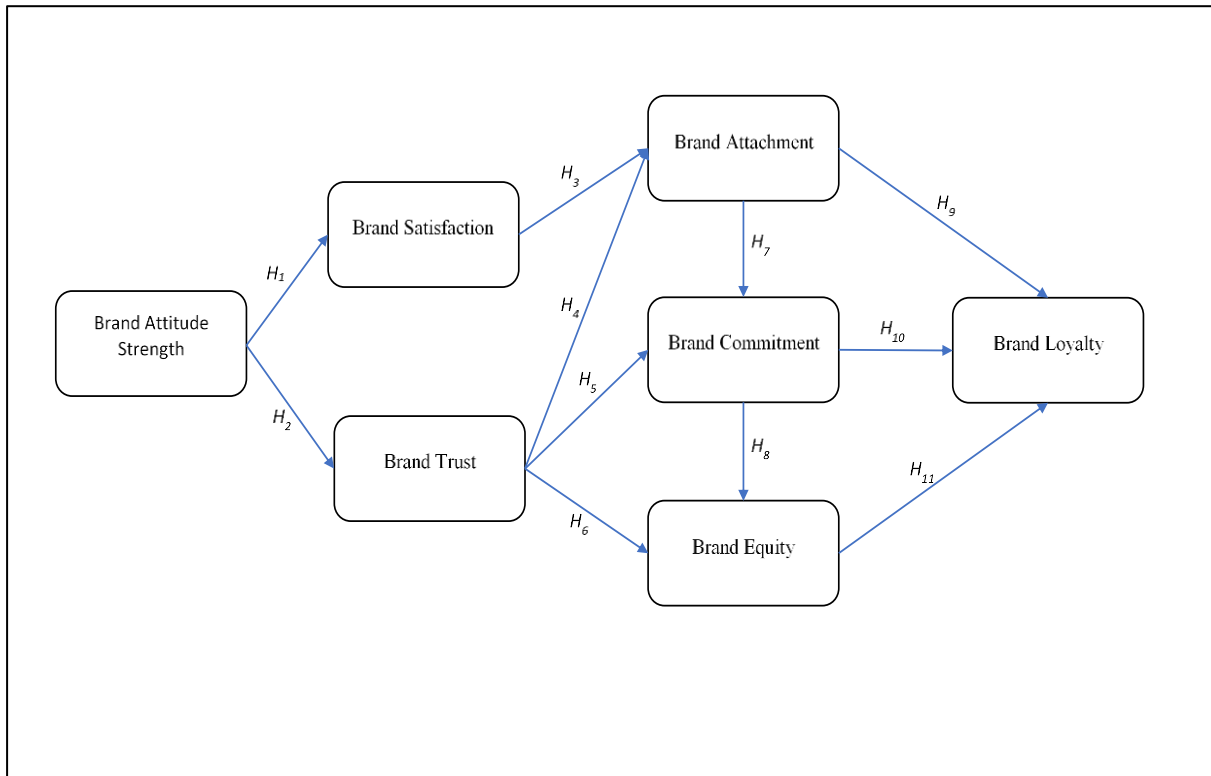 Brand Attachment
H3
H9
Brand Satisfaction
H7
H1
H4
Brand Attitude
Strength
Brand Commitment
H10
Brand Loyalty
H5
H2
Brand Trust
H8
H11
H6
Brand Equity